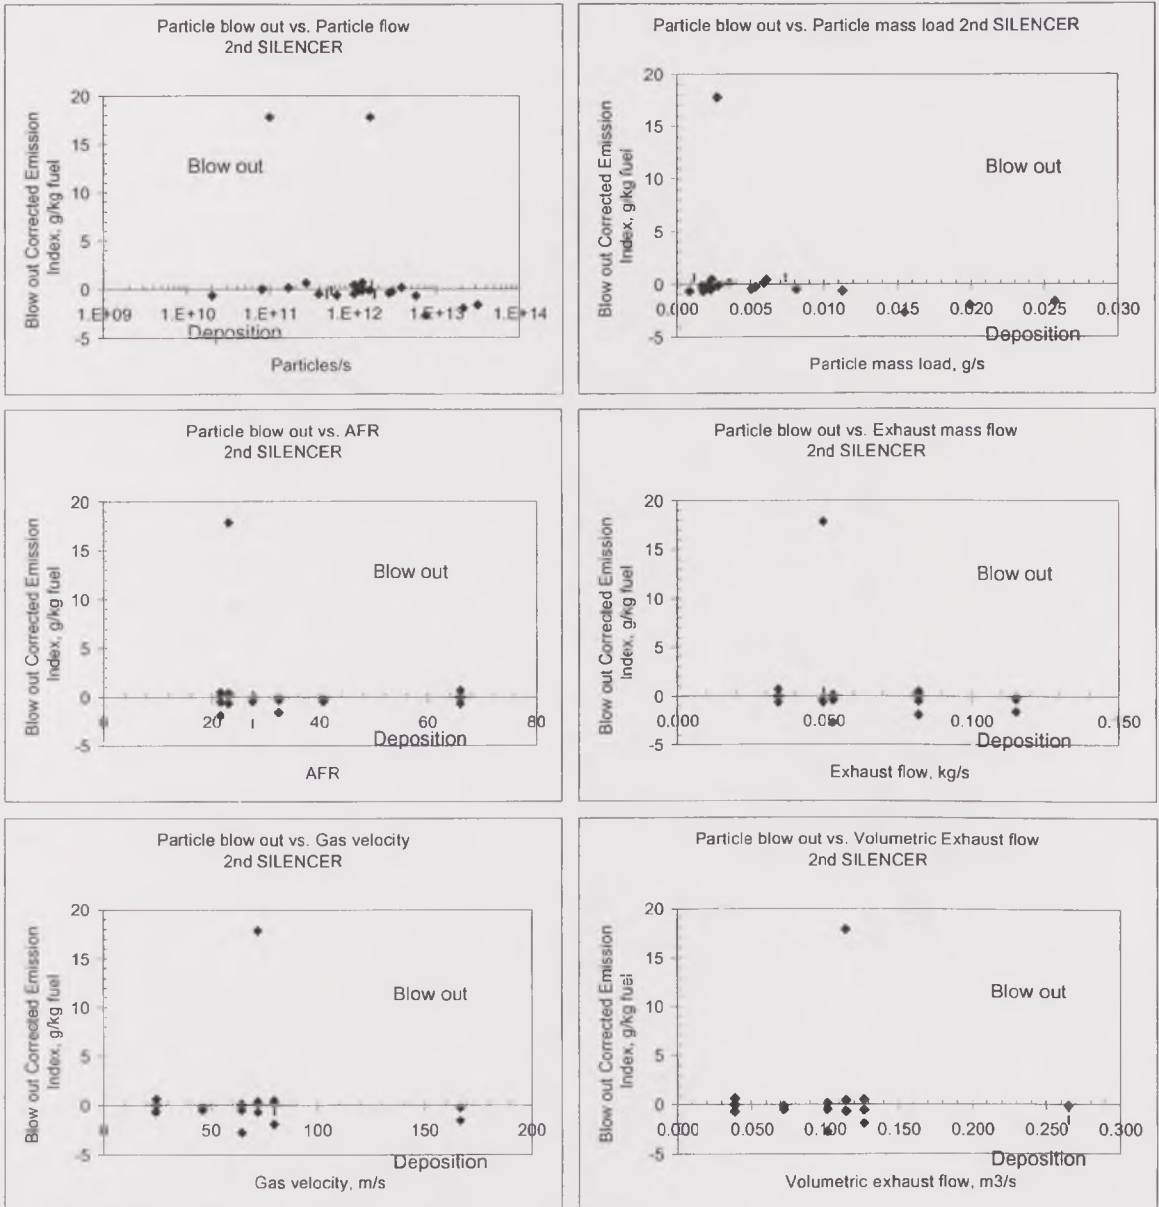 Particle blow out vs. Particle flow
2nd SILENCER
Blow out Corrected Emission
Index, g/kg fuel
20
15
10
5
0
-5
Blow out
1.E+09 1.E+10 1.E+11 1.E+12 1.E+13 1.E+14
Deposition
Particles/s
Particle blow out vs. Particle mass load 2nd SILENCER
Blow out Corrected Emission
Index, g/kg fuel
20
15
10
5
0
-5
Blow out
0.000 0.005 0.010 0.015 0.020 0.025 0.030
Deposition
Particle mass load, g/s
Particle blow out vs. AFR
2nd SILENCER
Blow out Corrected Emission
Index, g/kg fuel
20
15
10
5
0
-5
Blow out
0 20 40 60 80
Deposition
AFR
Particle blow out vs. Exhaust mass flow
2nd SILENCER
Blow out Corrected Emission
Index, g/kg fuel
20
15
10
5
0
-5
Blow out
0.000 0.050 0.100 0.150
Deposition
Exhaust flow, kg/s
Particle blow out vs. Gas velocity
2nd SILENCER
Blow out Corrected Emission
Index, g/kg fuel
20
15
10
5
0
-5
Blow out
0 50 100 150 200
Deposition
Gas velocity, m/s
Particle blow out vs. Volumetric Exhaust flow
2nd SILENCER
Blow out Corrected Emission
Index, g/kg fuel
20
15
10
5
0
-5
Blow out
0.000 0.050 0.100 0.150 0.200 0.250 0.300
Deposition
Volumetric exhaust flow, m3/s